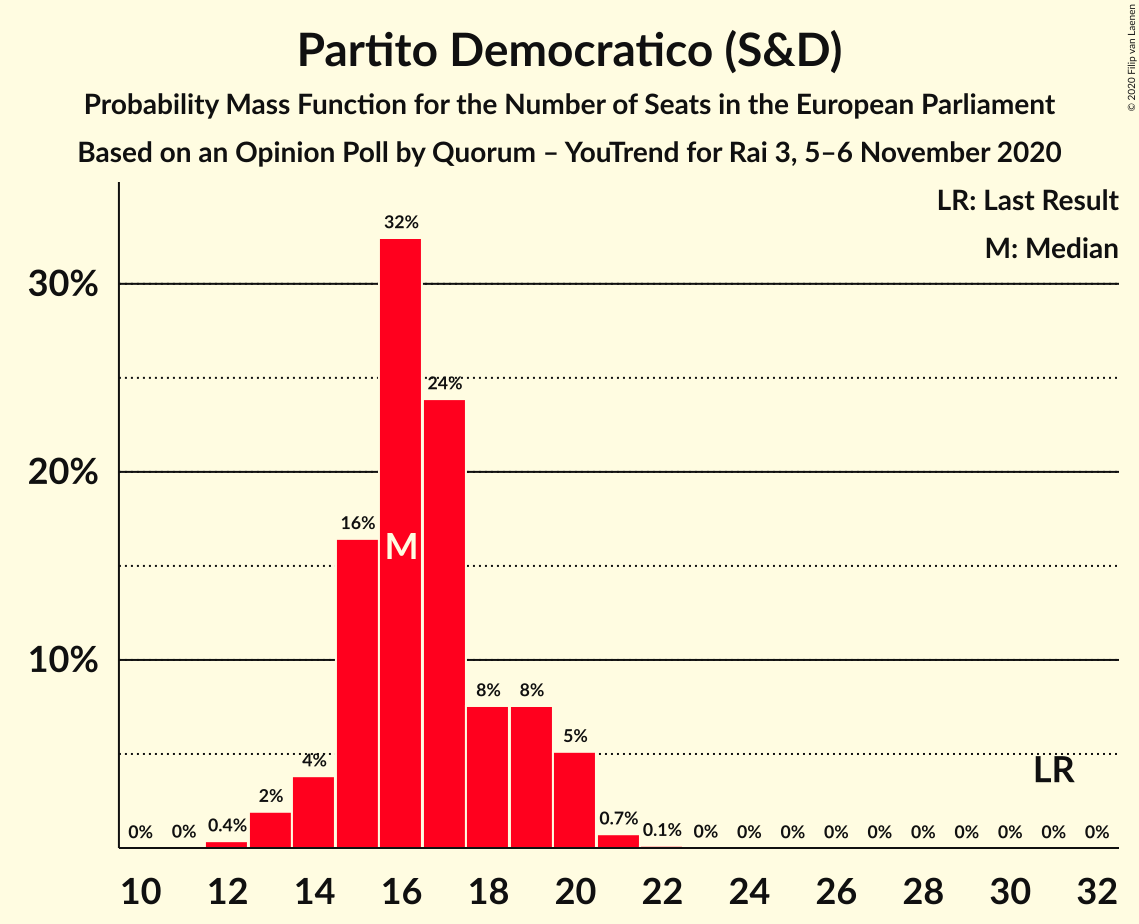 Partito Democratico (S&D)
Probability Mass Function for the Number of Seats in the European Parliament
Based on an Opinion Poll by Quorum – YouTrend for Rai 3, 5–6 November 2020
© 2020 Filip van Laenen
LR: Last Result
M: Median
30%
20%
10%
0% 0% 0.4% 2% 4% 16% 32% 24% 8% 8% 5% 0.7% 0.1% 0% 0% 0% 0% 0% 0% 0% 0% 0% 0%
M
LR
10 12 14 16 18 20 22 24 26 28 30 32